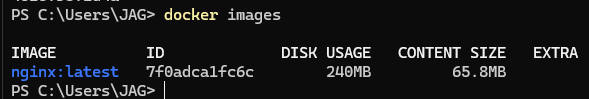 PS C:\Users\JAG> docker images
IMAGE ID DISK USAGE CONTENT SIZE EXTRA
nginx:latest 7f0adca1fc6c 240MB 65.8MB
PS C:\Users\JAG>